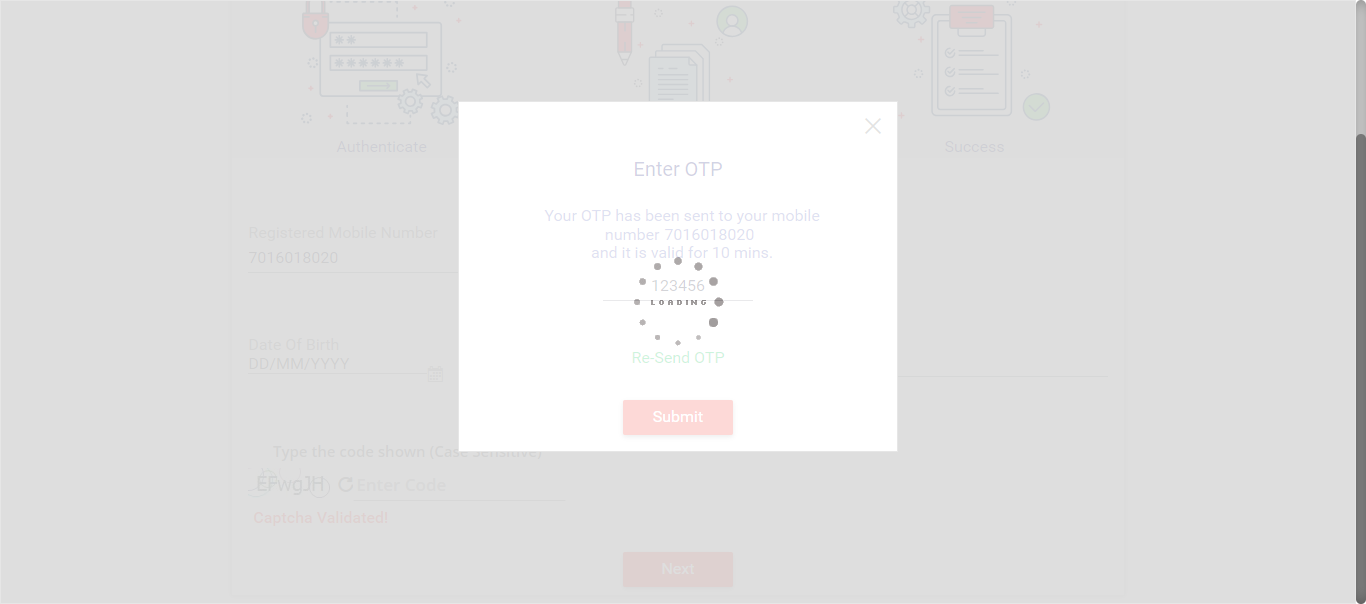 Authenticate
Success
Enter OTP
Your OTP has been sent to your mobile
number 7016018020
and it is valid for 10 mins.
123456
LOADING
Re-Send OTP
Submit
Registered Mobile Number
7016018020
Date Of Birth
DD/MM/YYYY
Type the code shown (Case Sensitive)
EFwgJH
Enter Code
Captcha Validated!
Next